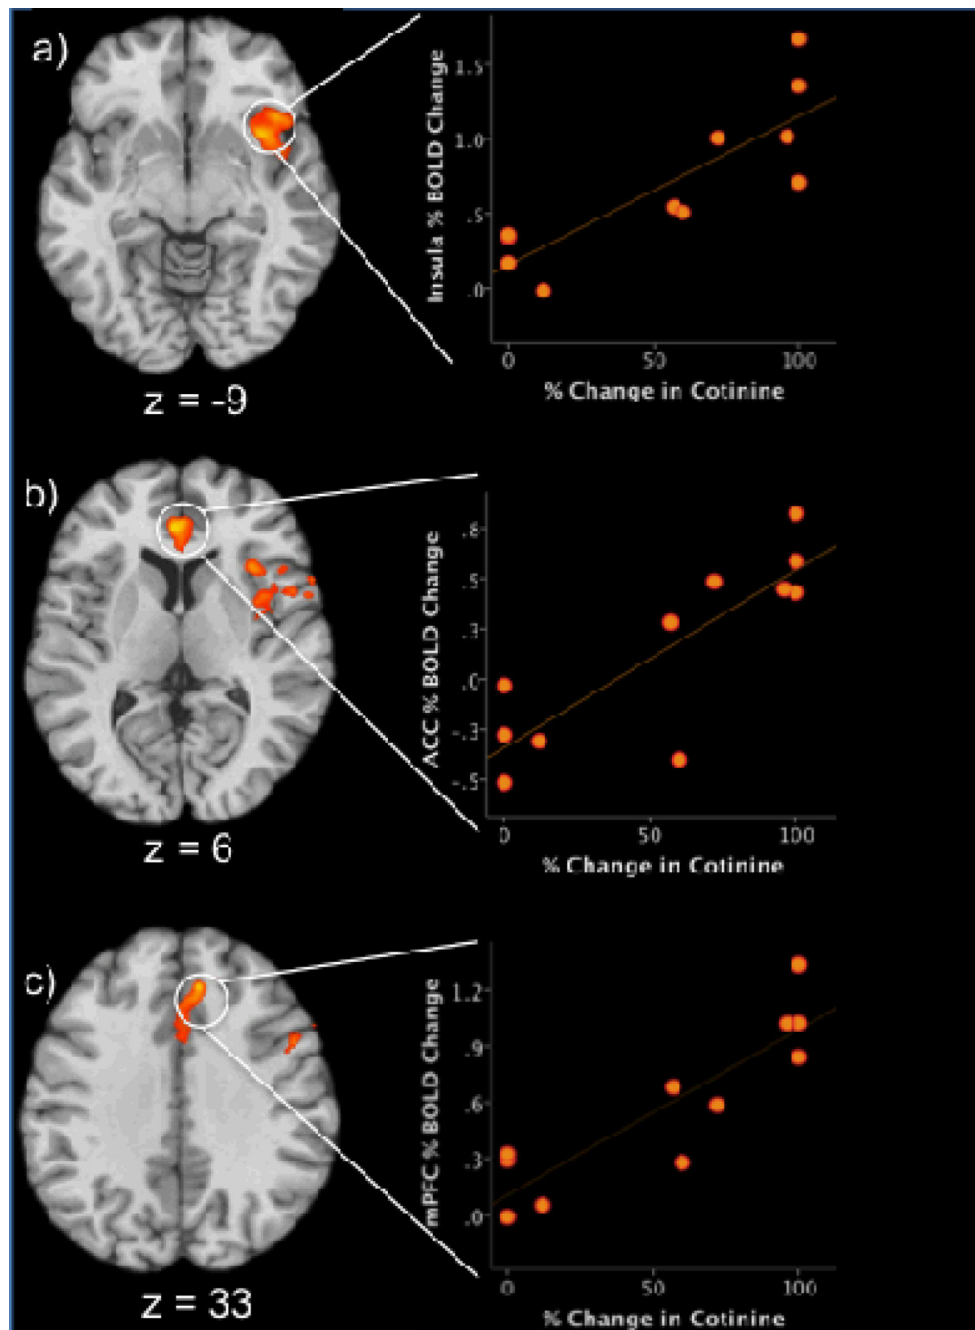 a)
Insula % BOLD Change
1.5
1.0
.5
.0
0 50 100
% Change in Cotinine
z = -9
b)
ACC % BOLD Change
.8
.5
.3
.0
-.3
-.5
0 50 100
% Change in Cotinine
z = 6
c)
mPFC % BOLD Change
1.2
.9
.6
.3
.0
0 50 100
% Change in Cotinine
z = 33